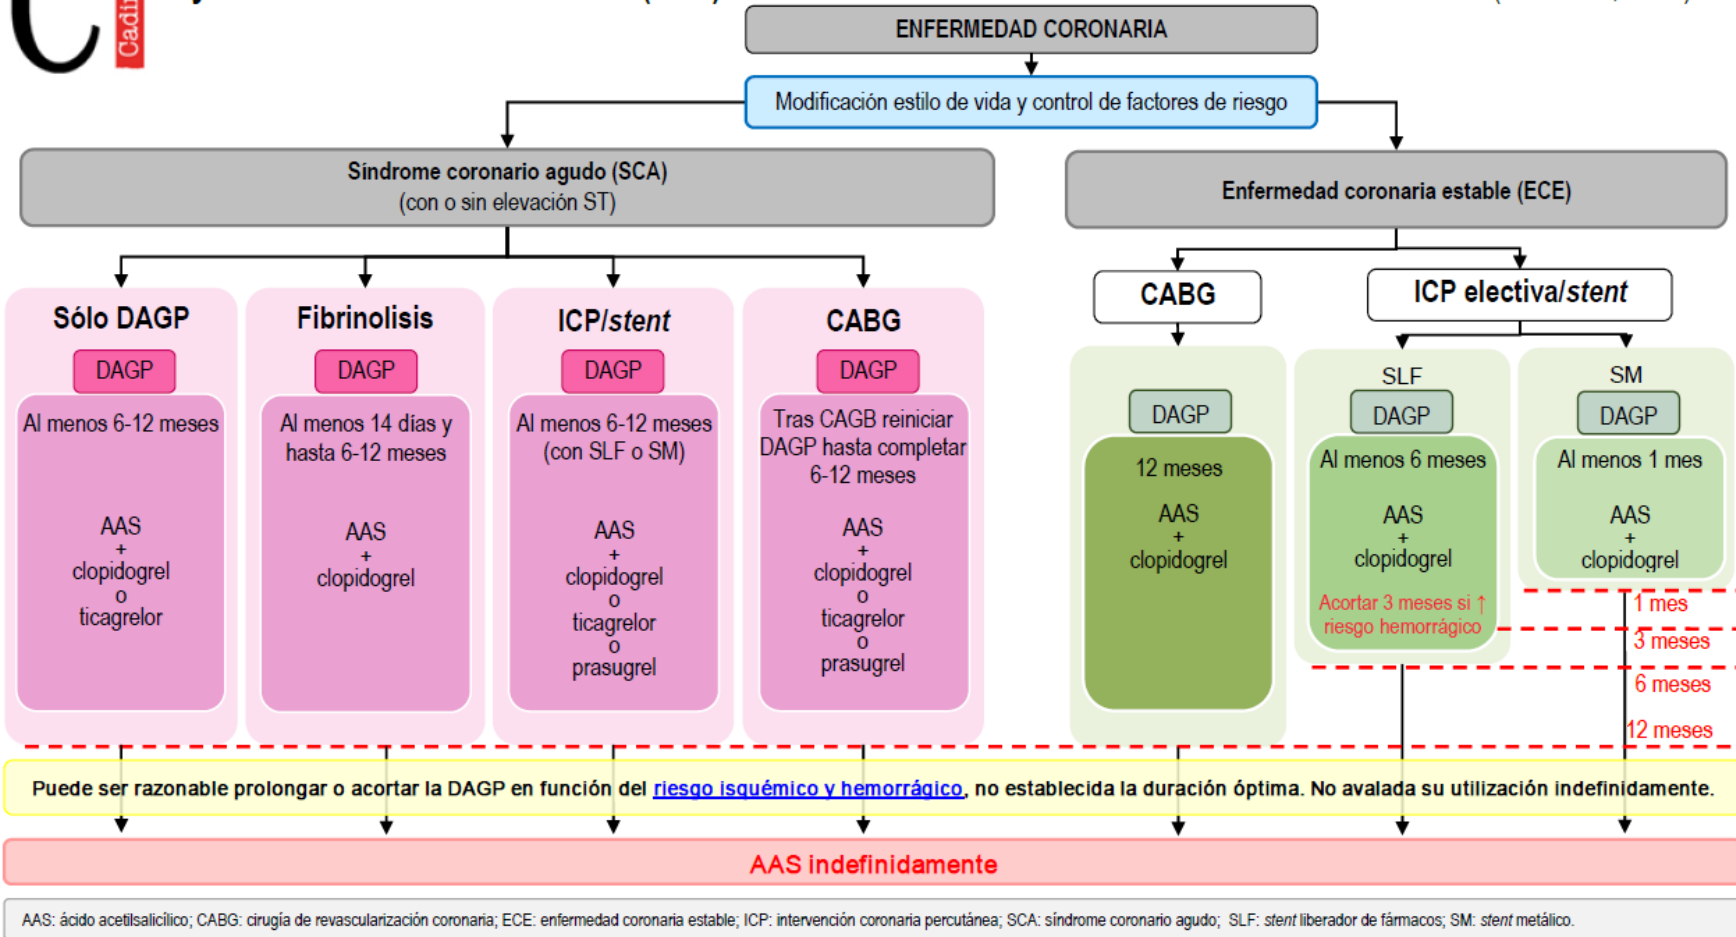 ENFERMEDAD CORONARIA
Modificación estilo de vida y control de factores de riesgo
Síndrome coronario agudo (SCA)
(con o sin elevación ST)
Enfermedad coronaria estable (ECE)
Sólo DAGP
DAGP
Al menos 6-12 meses
AAS
+
clopidogrel
o
ticagrelor
Fibrinolisis
DAGP
Al menos 14 días y
hasta 6-12 meses
AAS
+
clopidogrel
ICP/stent
DAGP
Al menos 6-12 meses
(con SLF o SM)
AAS
+
clopidogrel
o
ticagrelor
o
prasugrel
CABG
DAGP
Tras CAGB reiniciar
DAGP hasta completar
6-12 meses
AAS
+
clopidogrel
o
ticagrelor
o
prasugrel
CABG
DAGP
12 meses
AAS
+
clopidogrel
ICP electiva/stent
SLF
DAGP
Al menos 6 meses
AAS
+
clopidogrel
Acortar 3 meses si ↑
riesgo hemorrágico
SM
DAGP
Al menos 1 mes
AAS
+
clopidogrel
1 mes
3 meses
6 meses
12 meses
Puede ser razonable prolongar o acortar la DAGP en función del riesgo isquémico y hemorrágico, no establecida la duración óptima. No avalada su utilización indefinidamente.
AAS indefinidamente
AAS: ácido acetilsalicílico; CABG: cirugía de revascularización coronaria; ECE: enfermedad coronaria estable; ICP: intervención coronaria percutánea; SCA: síndrome coronario agudo; SLF: stent liberador de fármacos; SM: stent metálico.